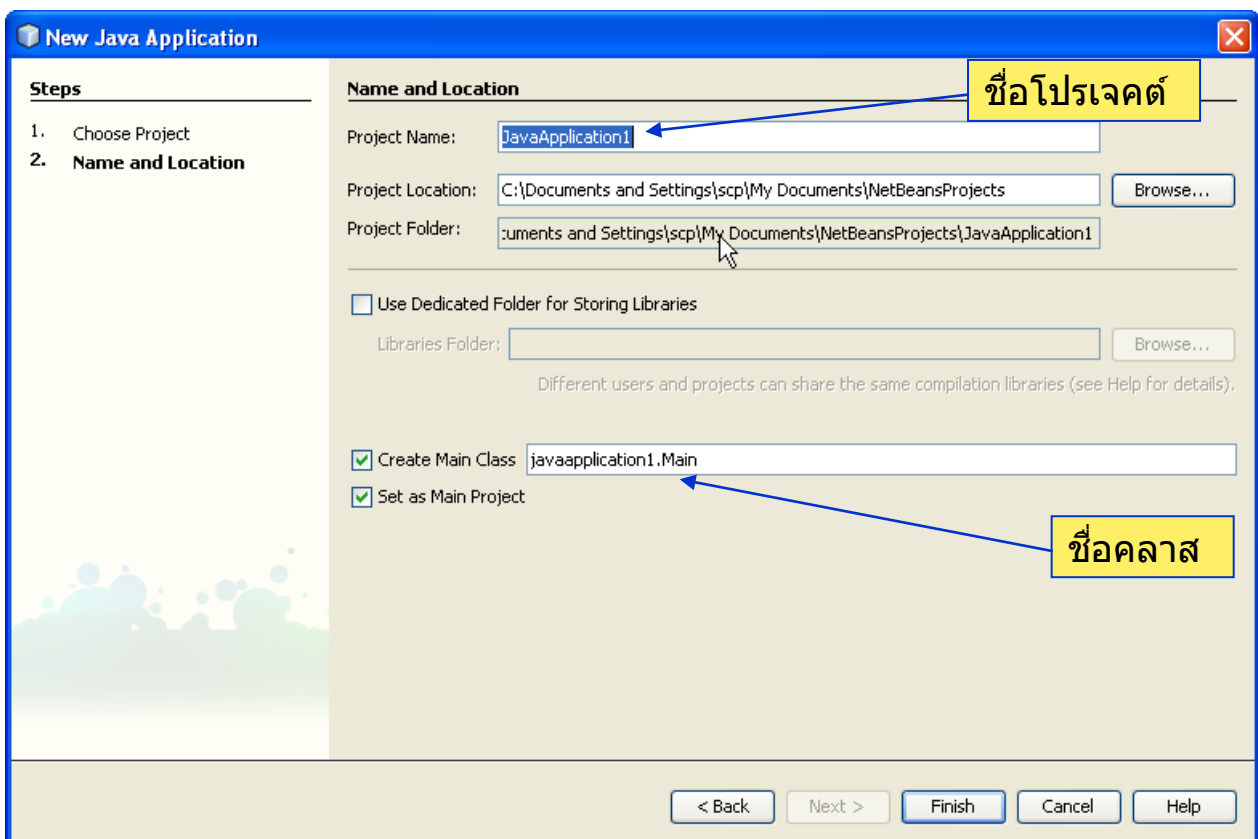 New Java Application
Steps
1. Choose Project
2. Name and Location
Name and Location
ชื่อโปรเจคต์
Project Name: JavaApplication1
Project Location: C:\Documents and Settings\scp\My Documents\NetBeansProjects Browse...
Project Folder: :uments and Settings\scp\My Documents\NetBeansProjects\JavaApplication1
Use Dedicated Folder for Storing Libraries
Libraries Folder: Browse...
Different users and projects can share the same compilation libraries (see Help for details).
Create Main Class javaapplication1.Main
Set as Main Project
ชื่อคลาส
< Back Next > Finish Cancel Help